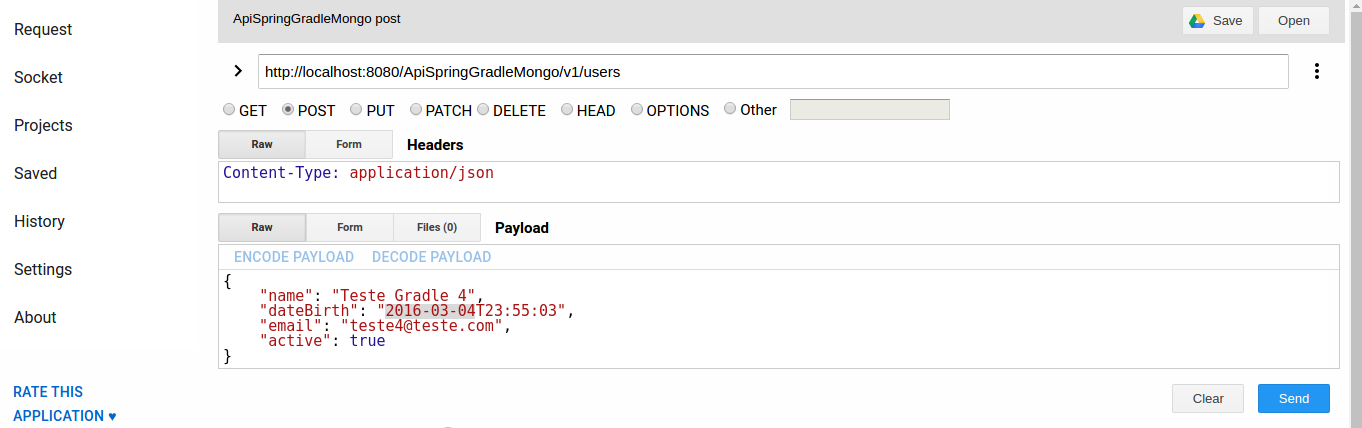 Request
Socket
Projects
Saved
History
Settings
About
RATE THIS
APPLICATION ♥
ApiSpringGradleMongo post
Save
Open
http://localhost:8080/ApiSpringGradleMongo/v1/users
GET POST PUT PATCH DELETE HEAD OPTIONS Other
Raw Form Headers
Content-Type: application/json
Raw Form Files (0) Payload
ENCODE PAYLOAD DECODE PAYLOAD
{
    "name": "Teste Gradle 4",
    "dateBirth": "2016-03-04T23:55:03",
    "email": "teste4@teste.com",
    "active": true
}
Clear Send